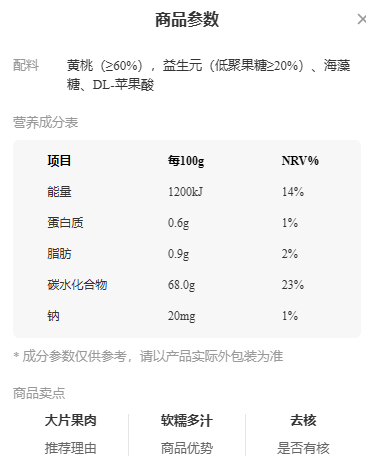 商品参数
配料 黄桃（≥60%），益生元（低聚果糖≥20%）、海藻
糖、DL-苹果酸
营养成分表
项目 每100g NRV%
能量 1200kJ 14%
蛋白质 0.6g 1%
脂肪 0.9g 2%
碳水化合物 68.0g 23%
钠 20mg 1%
* 成分参数仅供参考，请以产品实际外包装为准
商品卖点
大片果肉 软糯多汁 去核
推荐理由 商品优势 是否有核